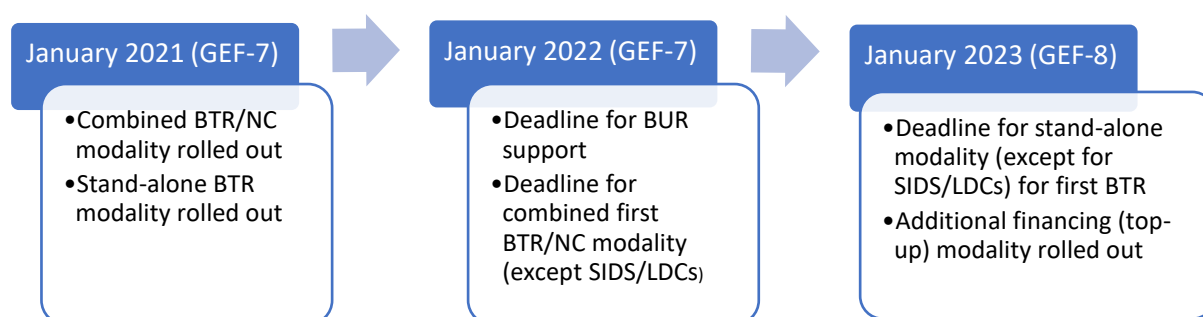 January 2021 (GEF-7)
•Combined BTR/NC
modality rolled out
•Stand-alone BTR
modality rolled out
January 2022 (GEF-7)
•Deadline for BUR
support
•Deadline for
combined first
BTR/NC modality
(except SIDS/LDCs)
January 2023 (GEF-8)
•Deadline for stand-alone
modality (except for
SIDS/LDCs) for first BTR
•Additional financing (top-
up) modality rolled out